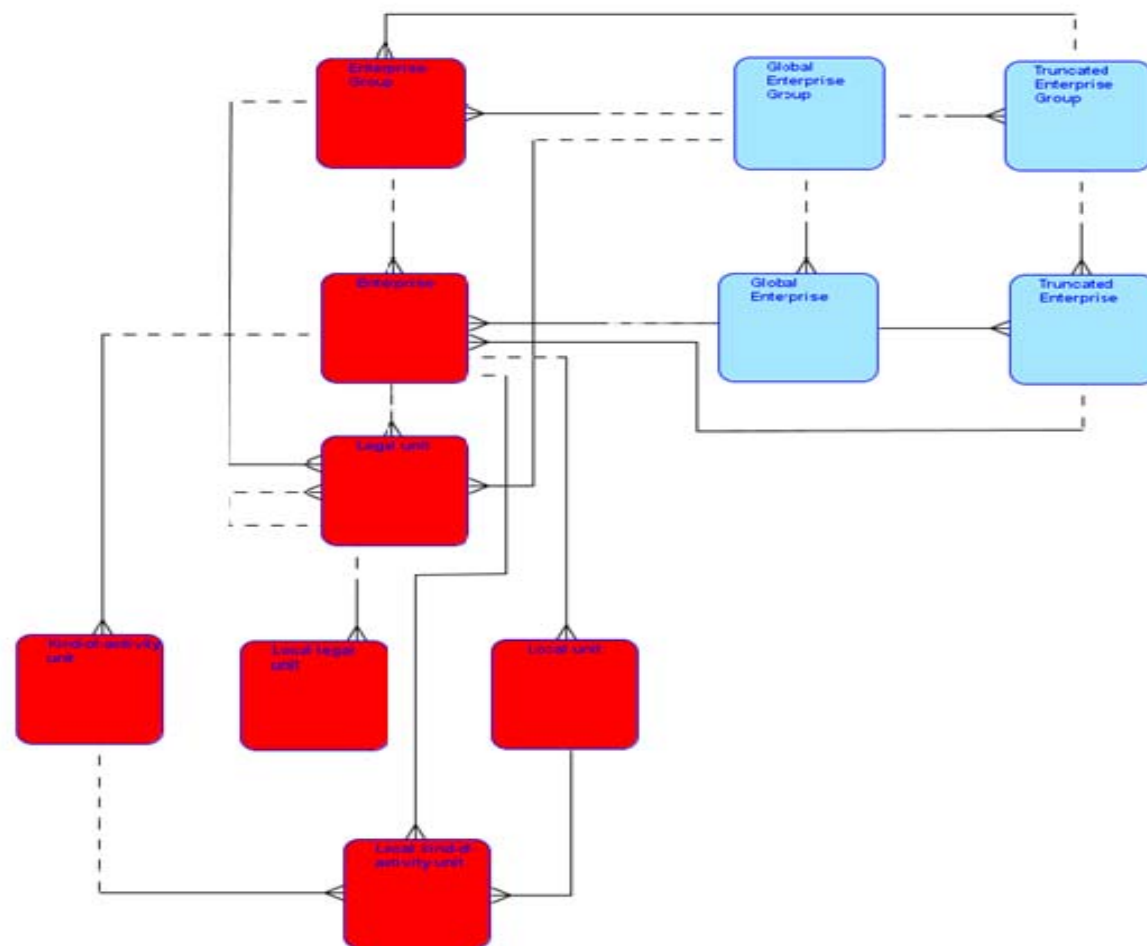 Enterprise
Group
Global
Enterprise
Group
Truncated
Enterprise
Group
Enterprise
Global
Enterprise
Truncated
Enterprise
Legal unit
Kind-of-activity
unit
Local legal
unit
Local unit
Local kind-of-
activity unit